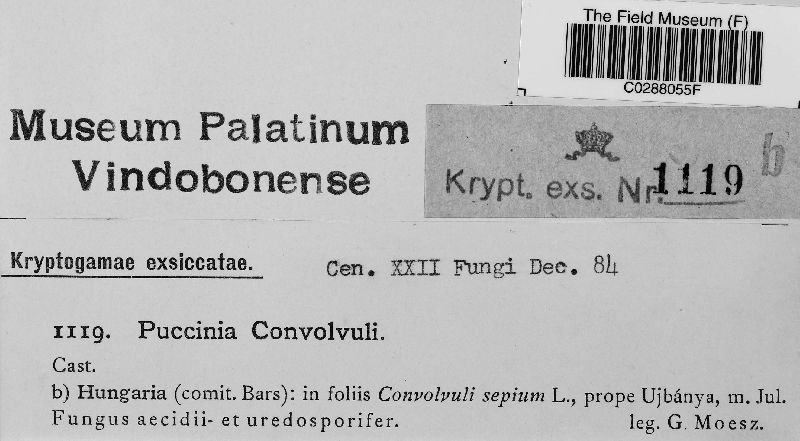 The Field Museum (F)
C0288055F
Museum Palatinum
Vindobonense
Krypt. exs. Nr. 1119 b
Kryptogamae exsiccatae.
Cen. XXII Fungi Dec. 84
1119. Puccinia Convolvuli.
Cast.
b) Hungaria (comit. Bars): in foliis Convolvuli sepium L., prope Ujbánya, m. Jul.
Fungus aecidii- et uredosporifer. leg. G. Moesz.